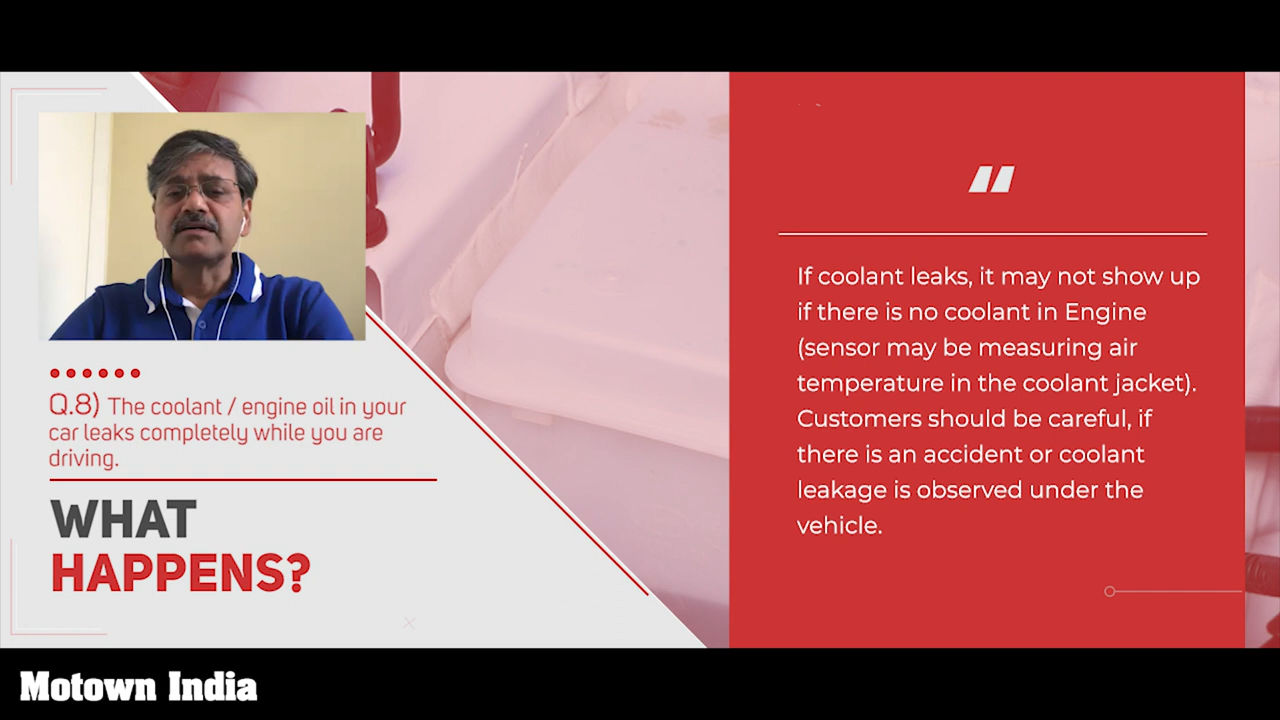 Q.8) The coolant / engine oil in your
car leaks completely while you are
driving.
WHAT
HAPPENS?
If coolant leaks, it may not show up
if there is no coolant in Engine
(sensor may be measuring air
temperature in the coolant jacket).
Customers should be careful, if
there is an accident or coolant
leakage is observed under the
vehicle.
Motown India